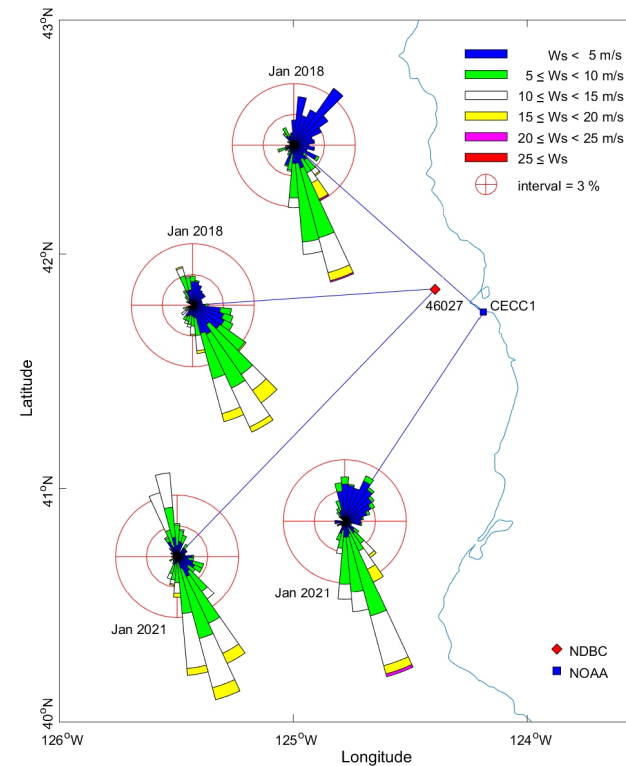 43°N
42°N
41°N
40°N
Latitude
126°W
125°W
124°W
Longitude
Ws < 5 m/s
5 ≤ Ws < 10 m/s
10 ≤ Ws < 15 m/s
15 ≤ Ws < 20 m/s
20 ≤ Ws < 25 m/s
25 ≤ Ws
interval = 3 %
Jan 2018
Jan 2018
46027
CECC1
Jan 2021
Jan 2021
NDBC
NOAA